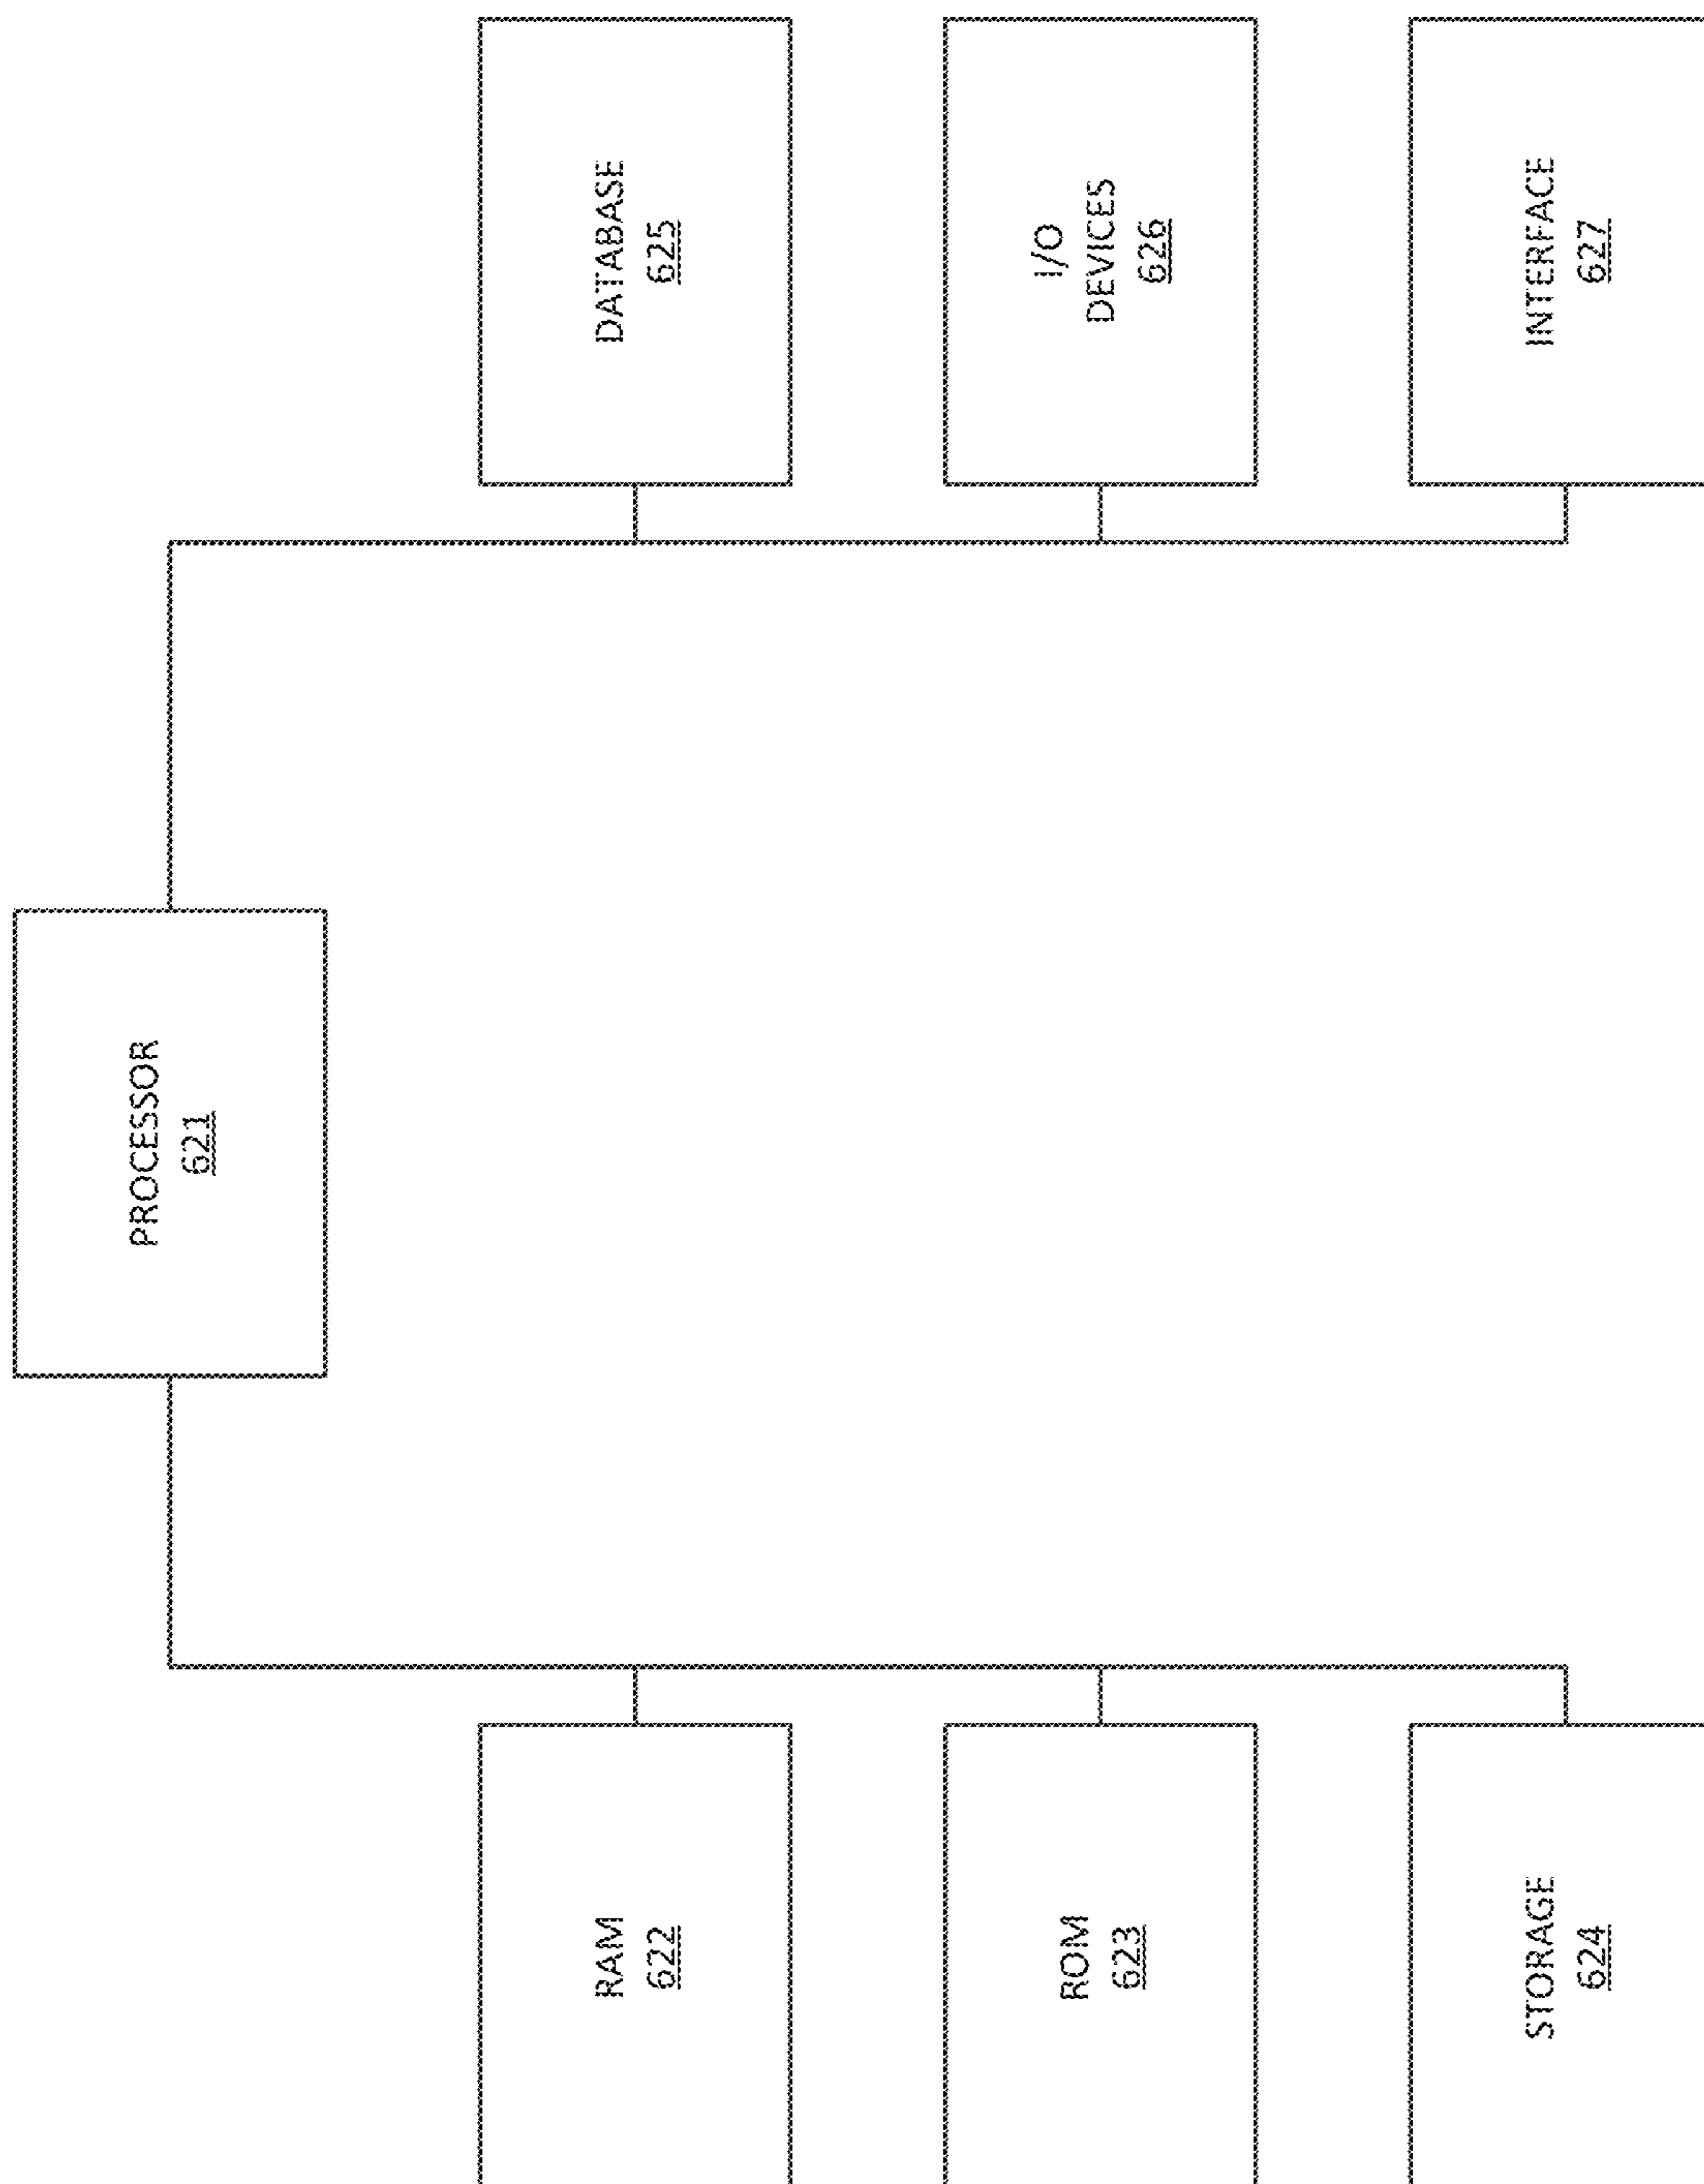 PROCESSOR
621
RAM
622
DATABASE
625
ROM
623
I/O
DEVICES
626
STORAGE
624
INTERFACE
627